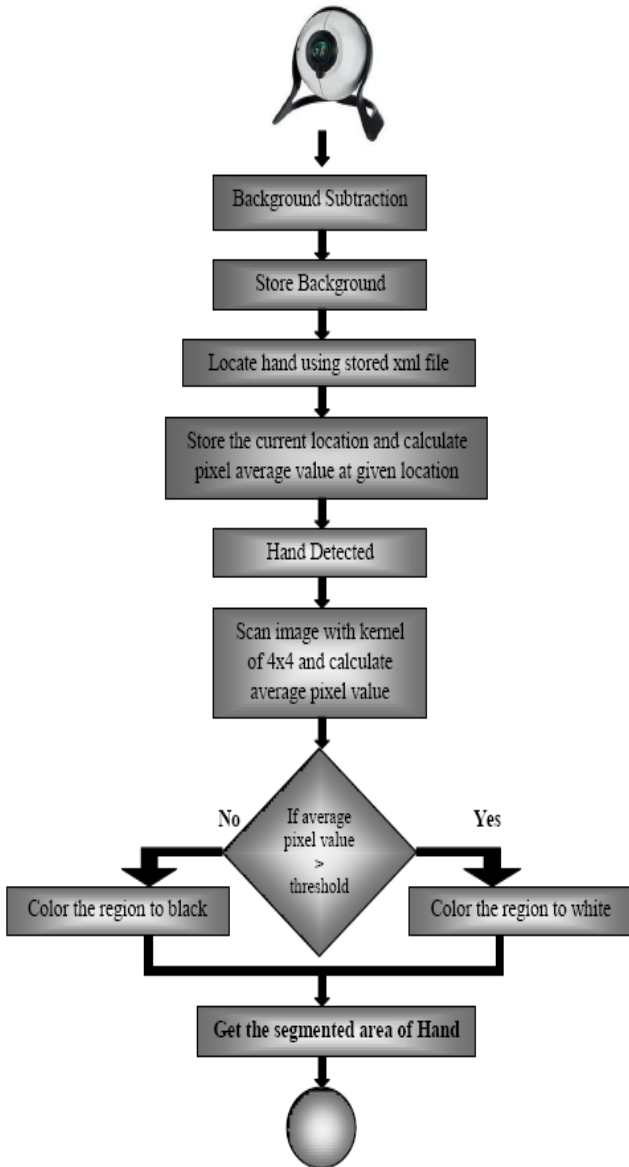 Background Subtraction
Store Background
Locate hand using stored xml file
Store the current location and calculate
pixel average value at given location
Hand Detected
Scan image with kernel
of 4x4 and calculate
average pixel value
If average
pixel value
>
threshold
No
Yes
Color the region to black
Color the region to white
Get the segmented area of Hand